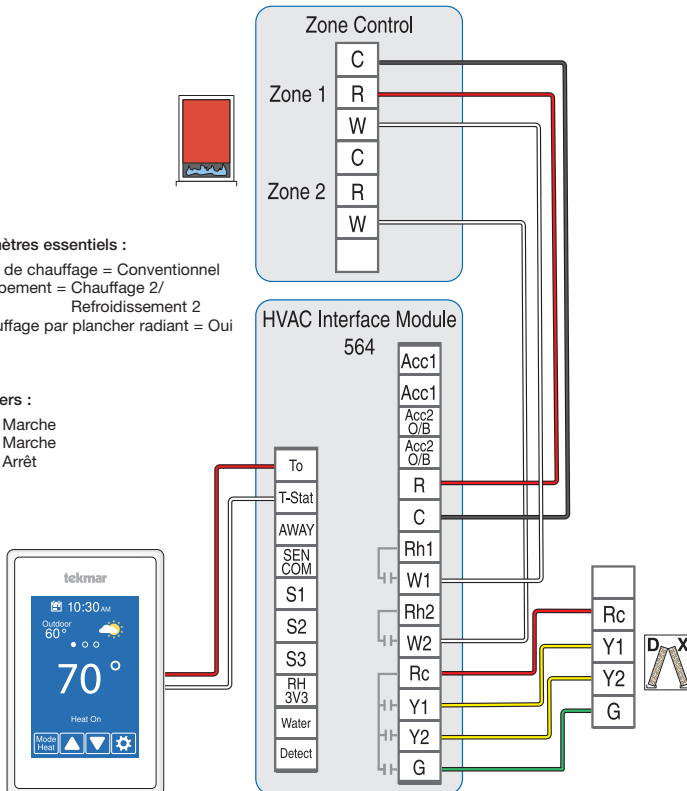 Zone Control
C
Zone 1
R
W
C
Zone 2
R
W
mètres essentiels :
de chauffage = Conventionnel
pement = Chauffage 2/
Refroidissement 2
uffage par plancher radiant = Oui
ers :
Marche
Marche
Arrêt
HVAC Interface Module
564
Acc1
Acc1
Acc2
O/B
Acc2
O/B
R
C
Rh1
W1
Rh2
W2
Rc
Y1
Y2
G
To
T-Stat
AWAY
SEN
COM
S1
S2
S3
RH
3V3
Water
Detect
tekmar
10:30 AM
Outdoor
60°
70°
Heat On
Mode
Heat
Rc
Y1
Y2
G
D X